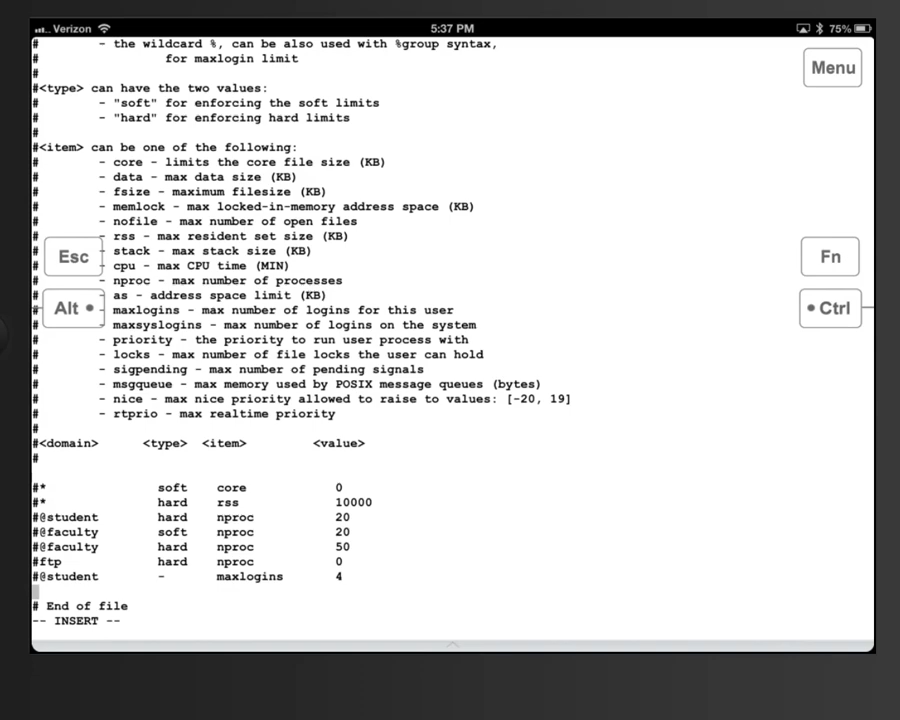 Verizon 5:37 PM 75%
# - the wildcard %, can be also used with %group syntax,
# for maxlogin limit
#
#<type> can have the two values:
# - "soft" for enforcing the soft limits
# - "hard" for enforcing hard limits
#
#<item> can be one of the following:
# - core - limits the core file size (KB)
# - data - max data size (KB)
# - fsize - maximum filesize (KB)
# - memlock - max locked-in-memory address space (KB)
# - nofile - max number of open files
# - rss - max resident set size (KB)
# - stack - max stack size (KB)
# - cpu - max CPU time (MIN)
# - nproc - max number of processes
# - as - address space limit (KB)
# - maxlogins - max number of logins for this user
# - maxsyslogins - max number of logins on the system
# - priority - the priority to run user process with
# - locks - max number of file locks the user can hold
# - sigpending - max number of pending signals
# - msgqueue - max memory used by POSIX message queues (bytes)
# - nice - max nice priority allowed to raise to values: [-20, 19]
# - rtprio - max realtime priority
#
#<domain> <type> <item> <value>
#
#* soft core 0
#* hard rss 10000
#@student hard nproc 20
#@faculty soft nproc 20
#@faculty hard nproc 50
#ftp hard nproc 0
#@student - maxlogins 4
# End of file
-- INSERT --
Menu
Esc
Fn
Alt
Ctrl